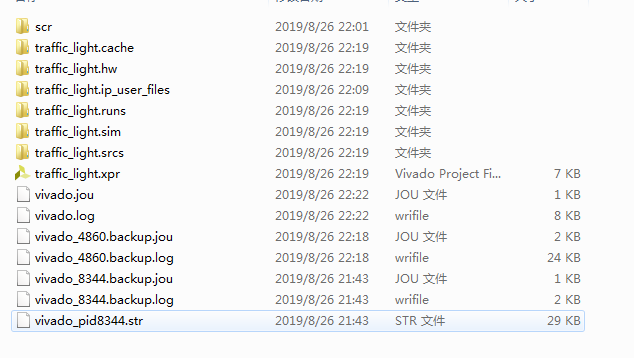 scr 2019/8/26 22:01 文件夹
traffic_light.cache 2019/8/26 22:19 文件夹
traffic_light.hw 2019/8/26 22:19 文件夹
traffic_light.ip_user_files 2019/8/26 22:09 文件夹
traffic_light.runs 2019/8/26 22:19 文件夹
traffic_light.sim 2019/8/26 22:19 文件夹
traffic_light.srcs 2019/8/26 22:19 文件夹
traffic_light.xpr 2019/8/26 22:19 Vivado Project Fi... 7 KB
vivado.jou 2019/8/26 22:22 JOU 文件 1 KB
vivado.log 2019/8/26 22:22 wrifile 8 KB
vivado_4860.backup.jou 2019/8/26 22:18 JOU 文件 2 KB
vivado_4860.backup.log 2019/8/26 22:18 wrifile 24 KB
vivado_8344.backup.jou 2019/8/26 21:43 JOU 文件 1 KB
vivado_8344.backup.log 2019/8/26 21:43 wrifile 2 KB
vivado_pid8344.str 2019/8/26 21:43 STR 文件 29 KB